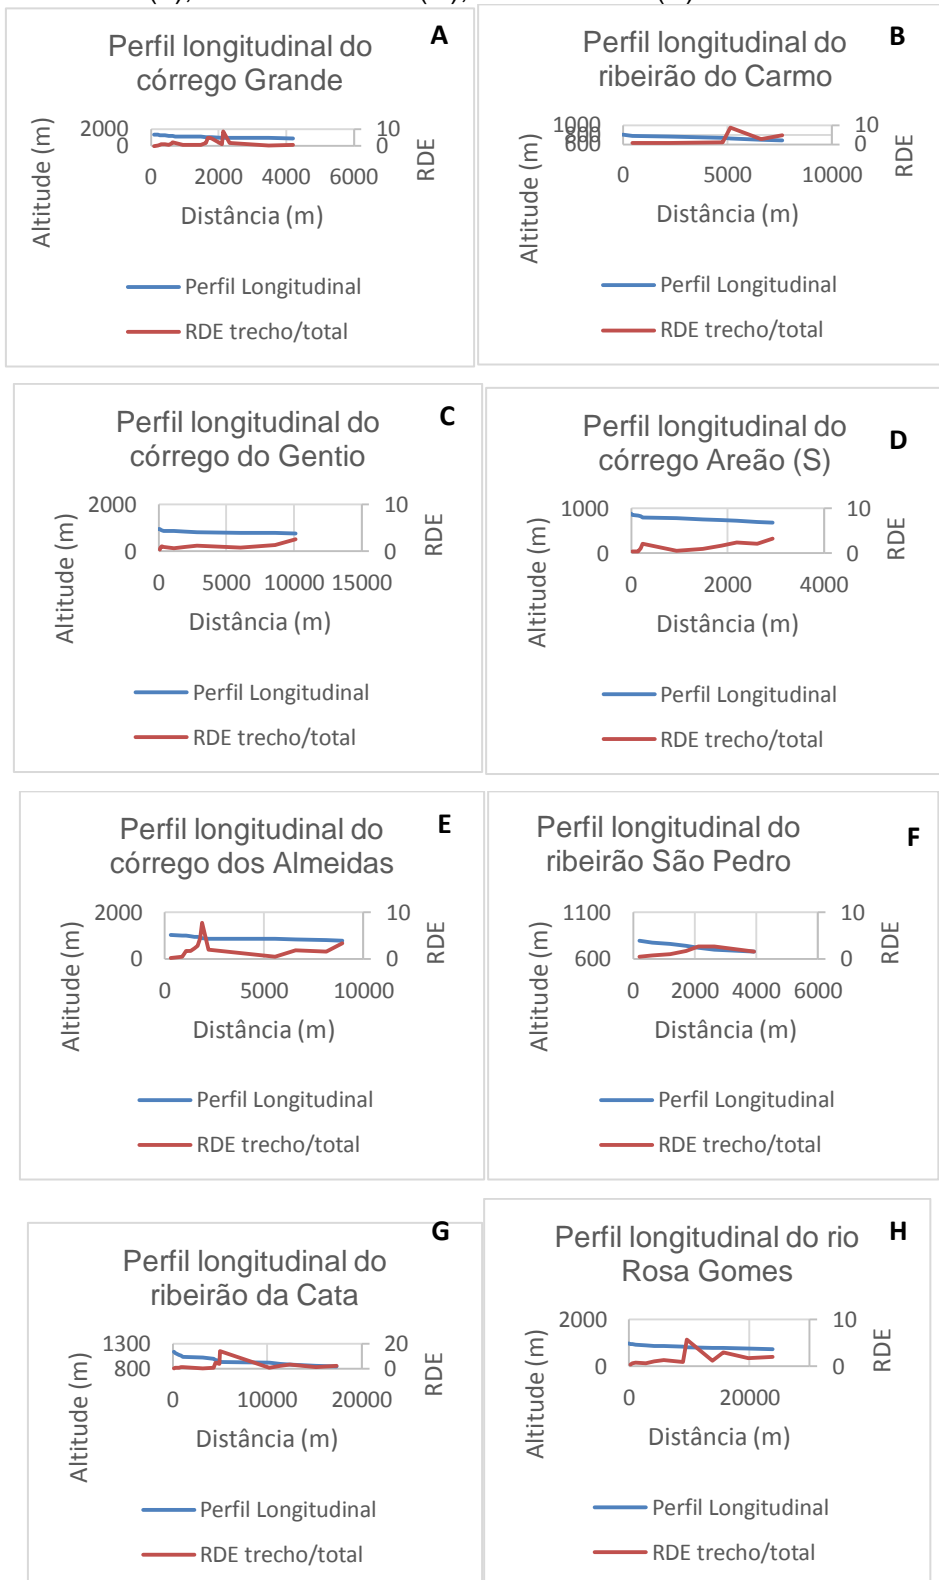 A
Perfil longitudinal do
córrego Grande
Altitude (m)
2000
0
10
0
RDE
0 2000 4000 6000
Distância (m)
Perfil Longitudinal
RDE trecho/total
B
Perfil longitudinal do
ribeirão do Carmo
Altitude (m)
1000
600
10
0
RDE
0 5000 10000
Distância (m)
Perfil Longitudinal
RDE trecho/total
C
Perfil longitudinal do
córrego do Gentio
Altitude (m)
2000
0
10
0
RDE
0 5000 10000 15000
Distância (m)
Perfil Longitudinal
RDE trecho/total
D
Perfil longitudinal do
córrego Areão (S)
Altitude (m)
1000
0
10
0
RDE
0 2000 4000
Distância (m)
Perfil Longitudinal
RDE trecho/total
E
Perfil longitudinal do
córrego dos Almeidas
Altitude (m)
2000
0
10
0
RDE
0 5000 10000
Distância (m)
Perfil Longitudinal
RDE trecho/total
F
Perfil longitudinal do
ribeirão São Pedro
Altitude (m)
1100
600
10
0
RDE
0 2000 4000 6000
Distância (m)
Perfil Longitudinal
RDE trecho/total
G
Perfil longitudinal do
ribeirão da Cata
Altitude (m)
1300
800
20
0
RDE
0 10000 20000
Distância (m)
Perfil Longitudinal
RDE trecho/total
H
Perfil longitudinal do rio
Rosa Gomes
Altitude (m)
2000
0
10
0
RDE
0 20000
Distância (m)
Perfil Longitudinal
RDE trecho/total